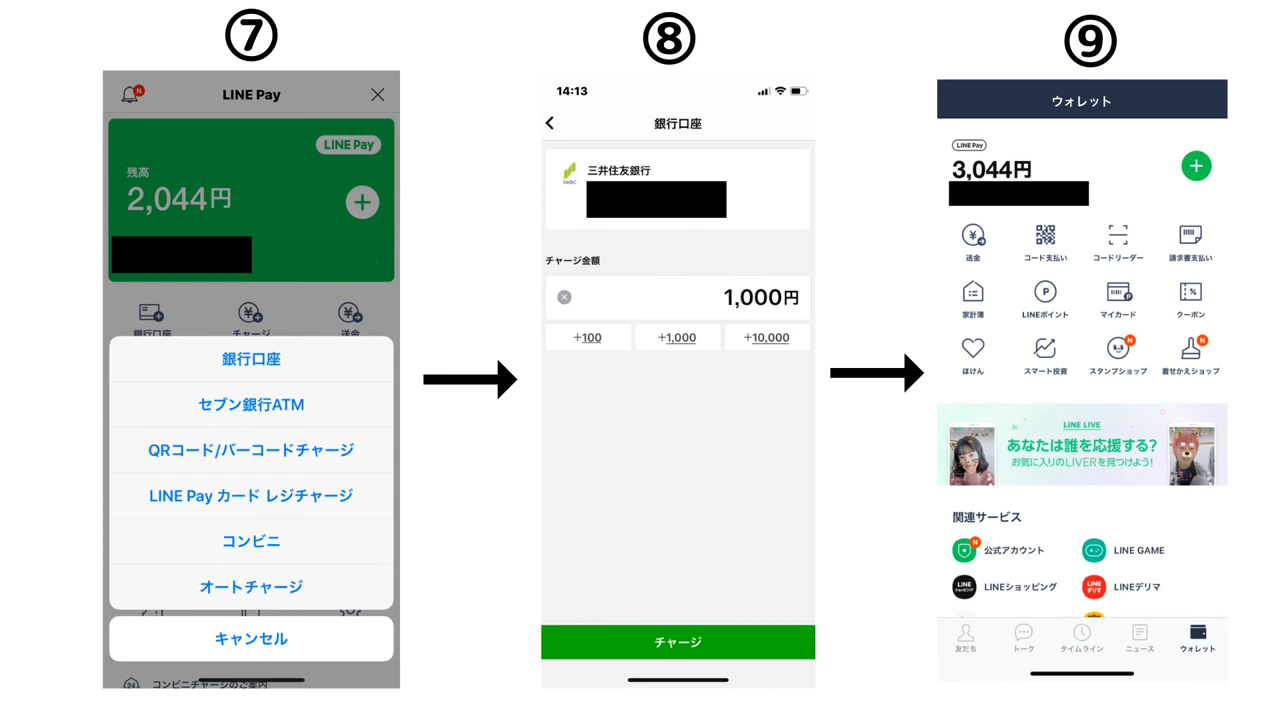 ⑦
LINE Pay
N
LINE Pay
残高
2,044円
銀行口座
チャージ
送金
銀行口座
セブン銀行ATM
QRコード/バーコードチャージ
LINE Pay カード レジチャージ
コンビニ
オートチャージ
キャンセル
24
コンビニチャージのご案内
⑧
14:13
銀行口座
三井住友銀行
SMBC
チャージ金額
1,000円
+100
+1,000
+10,000
チャージ
⑨
ウォレット
LINE Pay
3,044円
送金
コード支払い
コードリーダー
請求書支払い
家計簿
LINEポイント
マイカード
クーポン
N
N
ほけん
スマート投資
スタンプショップ
着せかえショップ
LINE LIVE
あなたは誰を応援する?
お気に入りのLIVERを見つけよう!
関連サービス
N
公式アカウント
LINE GAME
LINE
ショッピング
LINEショッピング
LINE
デリマ
LINEデリマ
友だち
トーク
タイムライン
ニュース
ウォレット